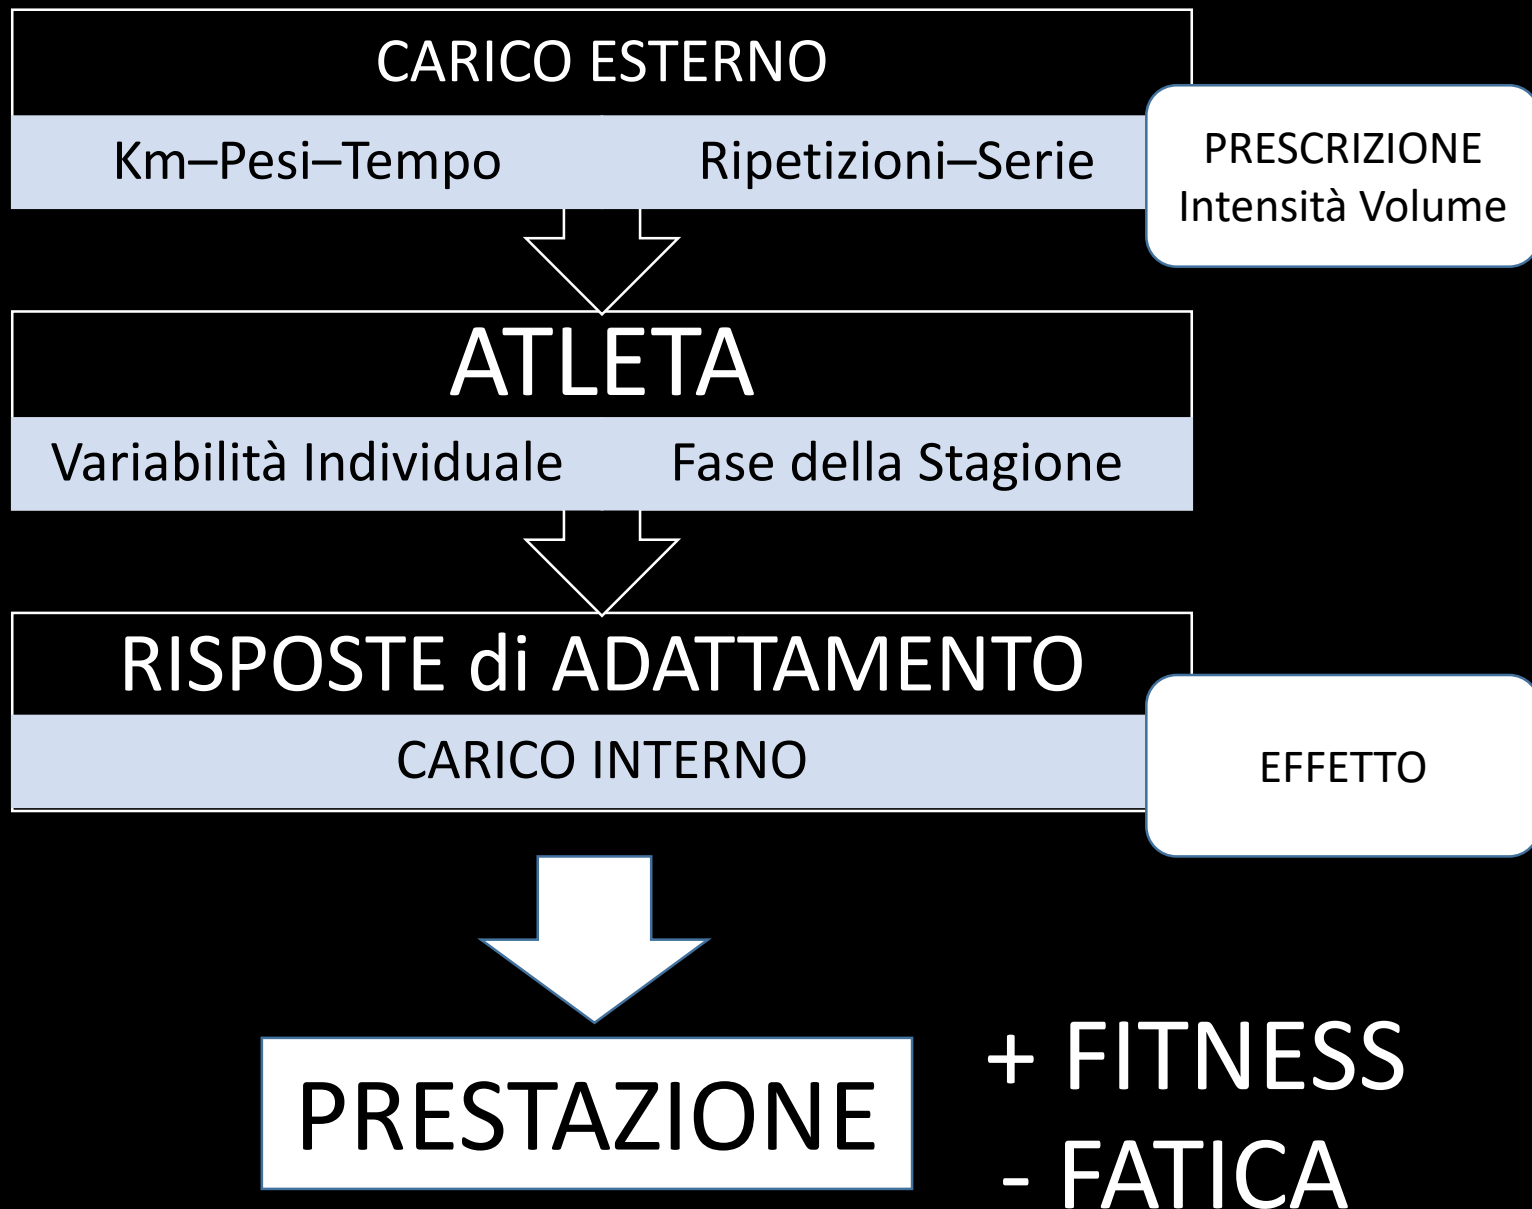 CARICO ESTERNO
Km–Pesi–Tempo
Ripetizioni–Serie
PRESCRIZIONE
Intensità Volume
ATLETA
Variabilità Individuale
Fase della Stagione
RISPOSTE di ADATTAMENTO
CARICO INTERNO
EFFETTO
PRESTAZIONE
+ FITNESS
- FATICA